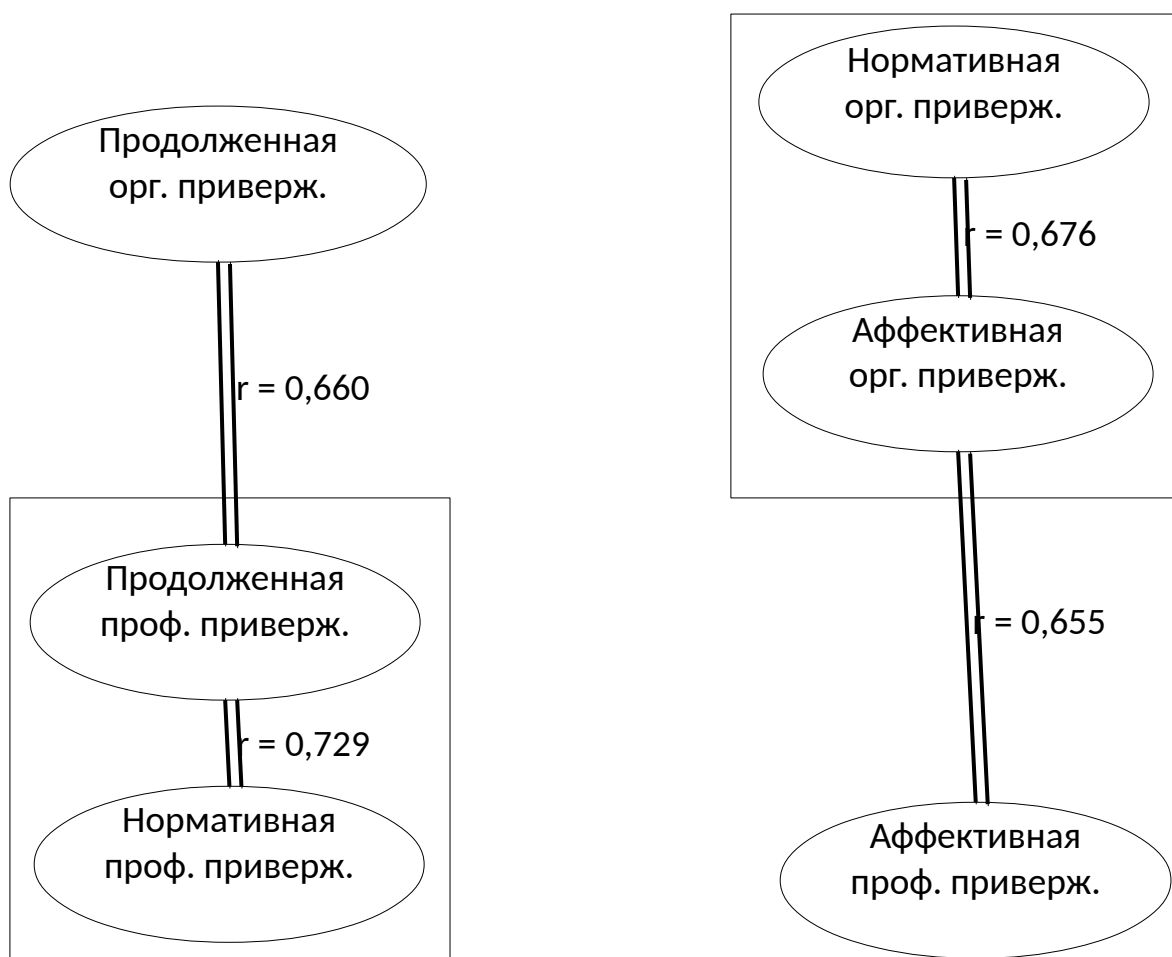 Продолженная
орг. приверж.
r = 0,660
Продолженная
проф. приверж.
r = 0,729
Нормативная
проф. приверж.
Нормативная
орг. приверж.
r = 0,676
Аффективная
орг. приверж.
r = 0,655
Аффективная
проф. приверж.